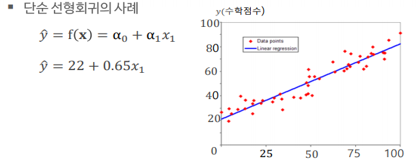 ▪ 단순 선형회귀의 사례
ŷ = f(𝐱) = α₀ + α₁x₁
ŷ = 22 + 0.65x₁
y(수학점수)
100
80
60
40
20
0
Data points
Linear regression
25 50 75 100